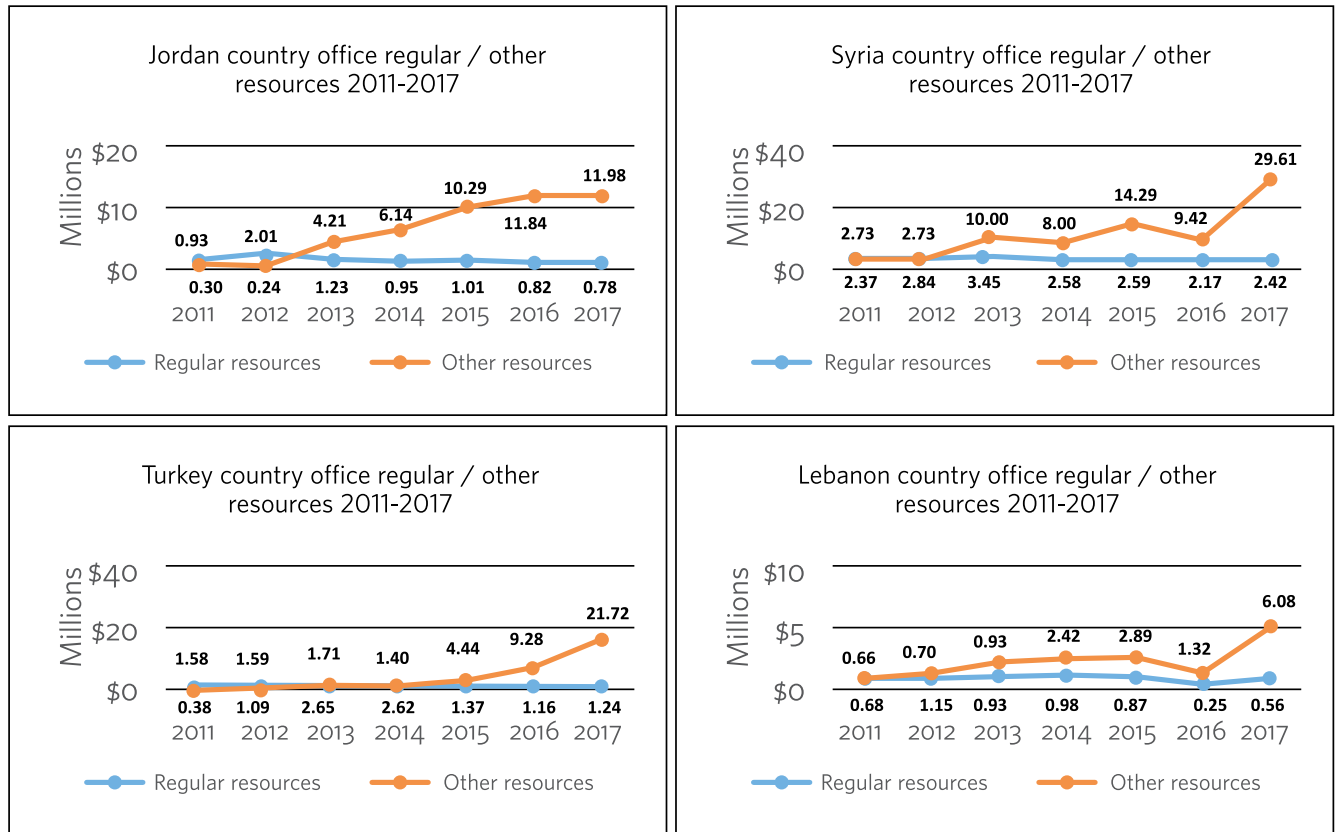 Jordan country office regular / other
resources 2011-2017
Millions
$20
$10
$0
0.93 2.01 4.21 6.14 10.29 11.84 11.98
0.30 0.24 1.23 0.95 1.01 0.82 0.78
2011 2012 2013 2014 2015 2016 2017
Regular resources Other resources
Syria country office regular / other
resources 2011-2017
Millions
$40
$20
$0
2.73 2.73 10.00 8.00 14.29 9.42 29.61
2.37 2.84 3.45 2.58 2.59 2.17 2.42
2011 2012 2013 2014 2015 2016 2017
Regular resources Other resources
Turkey country office regular / other
resources 2011-2017
Millions
$40
$20
$0
1.58 1.59 1.71 1.40 4.44 9.28 21.72
0.38 1.09 2.65 2.62 1.37 1.16 1.24
2011 2012 2013 2014 2015 2016 2017
Regular resources Other resources
Lebanon country office regular / other
resources 2011-2017
Millions
$10
$5
$0
0.66 0.70 0.93 2.42 2.89 1.32 6.08
0.68 1.15 0.93 0.98 0.87 0.25 0.56
2011 2012 2013 2014 2015 2016 2017
Regular resources Other resources